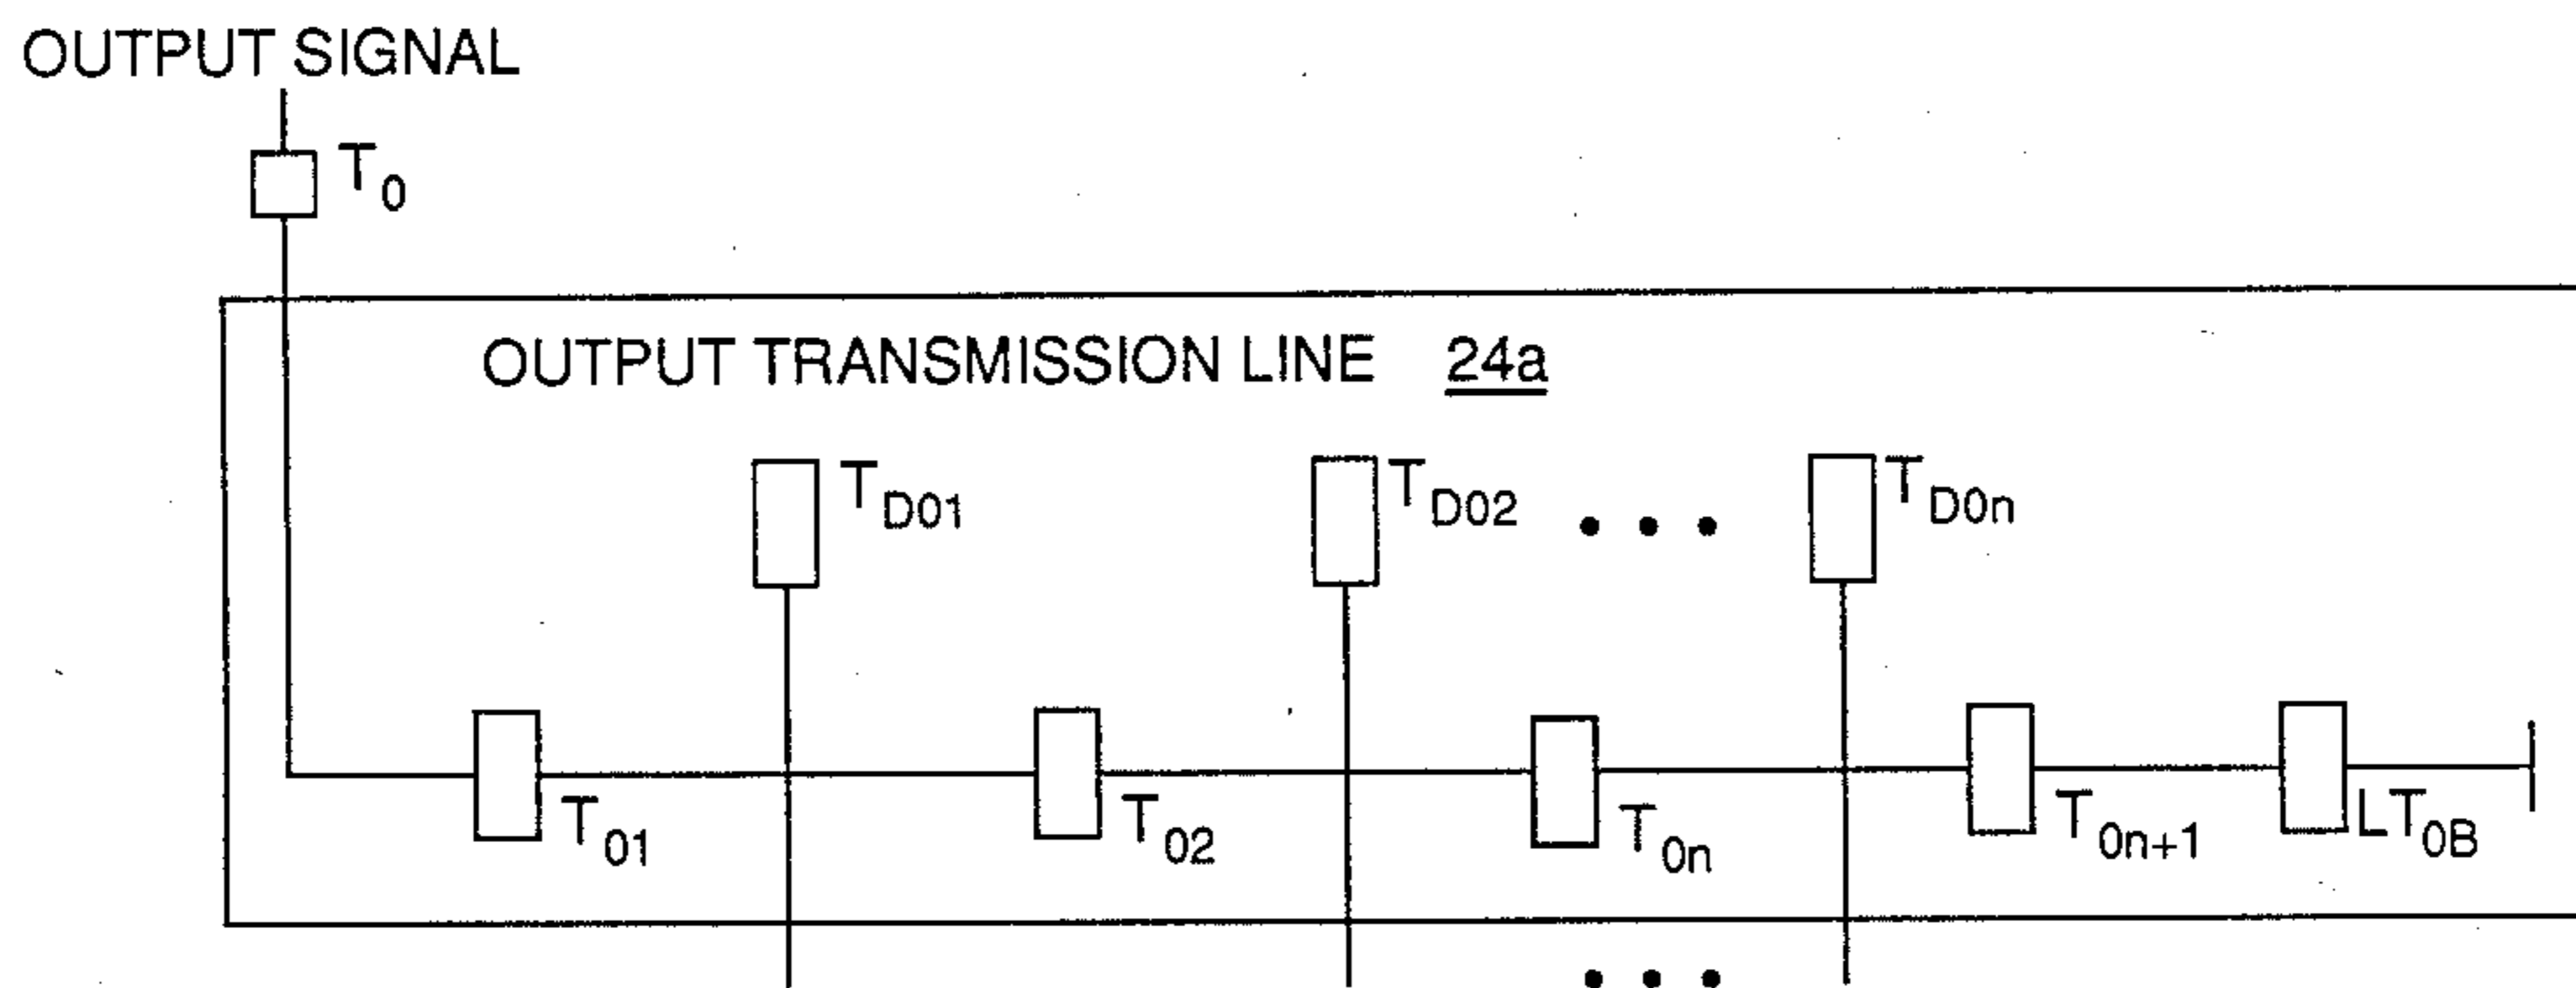 OUTPUT SIGNAL
T0
OUTPUT TRANSMISSION LINE 24a
TD01 TD02 • • • TD0n
T01 T02 T0n T0n+1 LT0B
• • •